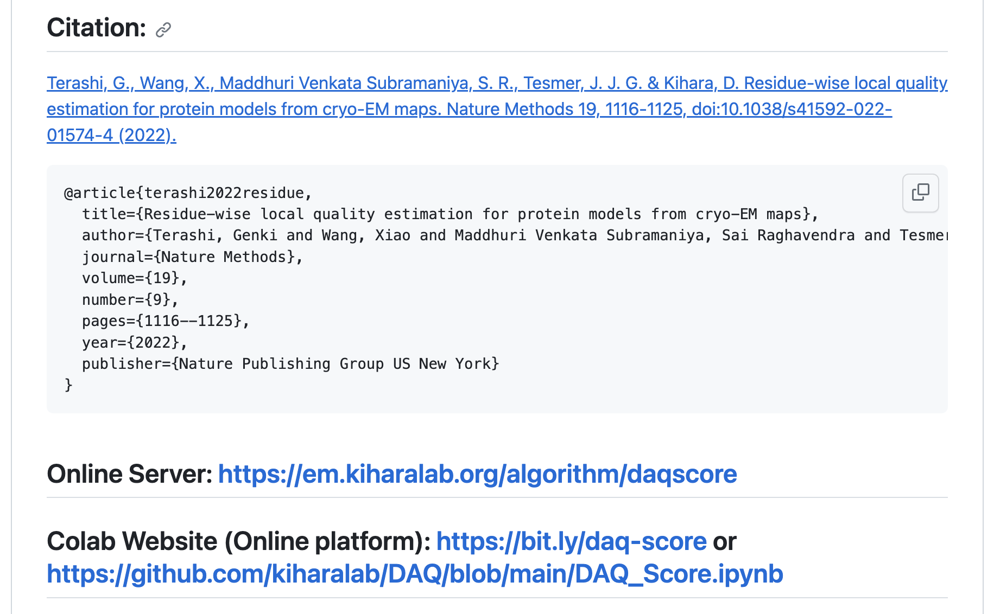 Citation:
Terashi, G., Wang, X., Maddhuri Venkata Subramaniya, S. R., Tesmer, J. J. G. & Kihara, D. Residue-wise local quality
estimation for protein models from cryo-EM maps. Nature Methods 19, 1116-1125, doi:10.1038/s41592-022-
01574-4 (2022).
@article{terashi2022residue,
  title={Residue-wise local quality estimation for protein models from cryo-EM maps},
  author={Terashi, Genki and Wang, Xiao and Maddhuri Venkata Subramaniya, Sai Raghavendra and Tesmer
  journal={Nature Methods},
  volume={19},
  number={9},
  pages={1116--1125},
  year={2022},
  publisher={Nature Publishing Group US New York}
}
Online Server: https://em.kiharalab.org/algorithm/daqscore
Colab Website (Online platform): https://bit.ly/daq-score or
https://github.com/kiharalab/DAQ/blob/main/DAQ_Score.ipynb